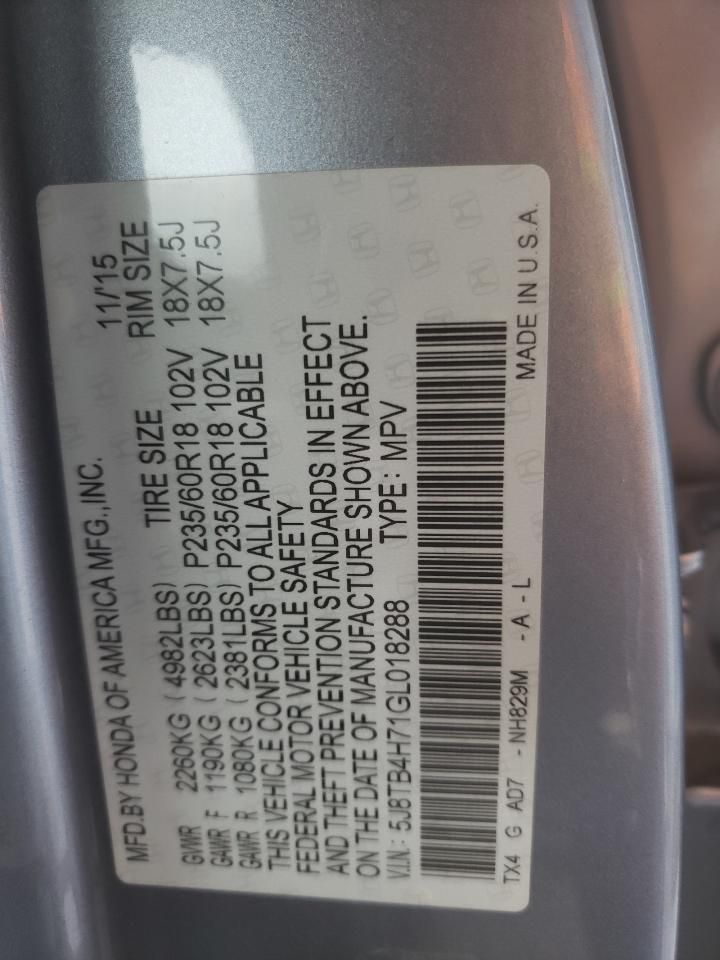 MFD.BY HONDA OF AMERICA MFG.,INC. 11/'15
TIRE SIZE RIM SIZE
GVWR 2260KG ( 4982LBS)
GAWR F 1190KG ( 2623LBS) P235/60R18 102V 18X7.5J
GAWR R 1080KG ( 2381LBS) P235/60R18 102V 18X7.5J
THIS VEHICLE CONFORMS TO ALL APPLICABLE
FEDERAL MOTOR VEHICLE SAFETY
AND THEFT PREVENTION STANDARDS IN EFFECT
ON THE DATE OF MANUFACTURE SHOWN ABOVE.
V.I.N.: 5J8TB4H71GL018288 TYPE: MPV
TX4 G AD7 - NH829M - A - L MADE IN U.S.A.